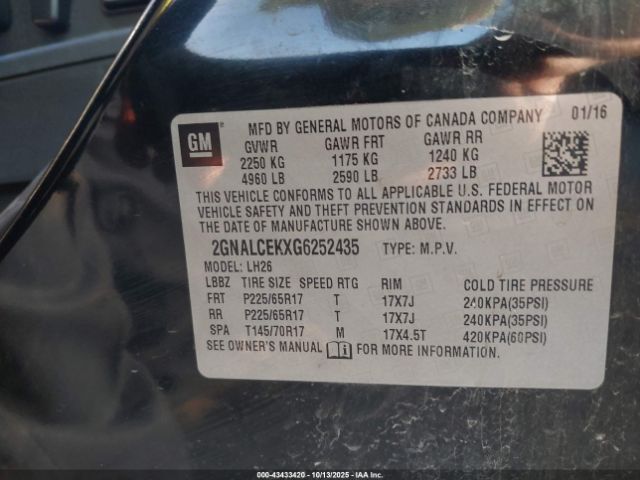 GM
MFD BY GENERAL MOTORS OF CANADA COMPANY 01/16
GVWR GAWR FRT GAWR RR
2250 KG 1175 KG 1240 KG
4960 LB 2590 LB 2733 LB
THIS VEHICLE CONFORMS TO ALL APPLICABLE U.S. FEDERAL MOTOR
VEHICLE SAFETY AND THEFT PREVENTION STANDARDS IN EFFECT
ON THE DATE OF MANUFACTURE SHOWN ABOVE.
2GNALCEKXG6252435 TYPE: M.P.V.
MODEL: LH26
LBBZ TIRE SIZE SPEED RTG RIM COLD TIRE PRESSURE
FRT P225/65R17 T 17X7J 240KPA(35PSI)
RR P225/65R17 T 17X7J 240KPA(35PSI)
SPA T145/70R17 M 17X4.5T 420KPA(60PSI)
SEE OWNER'S MANUAL FOR MORE INFORMATION.
000-43433420 - 10/13/2025 - IAAI.COM